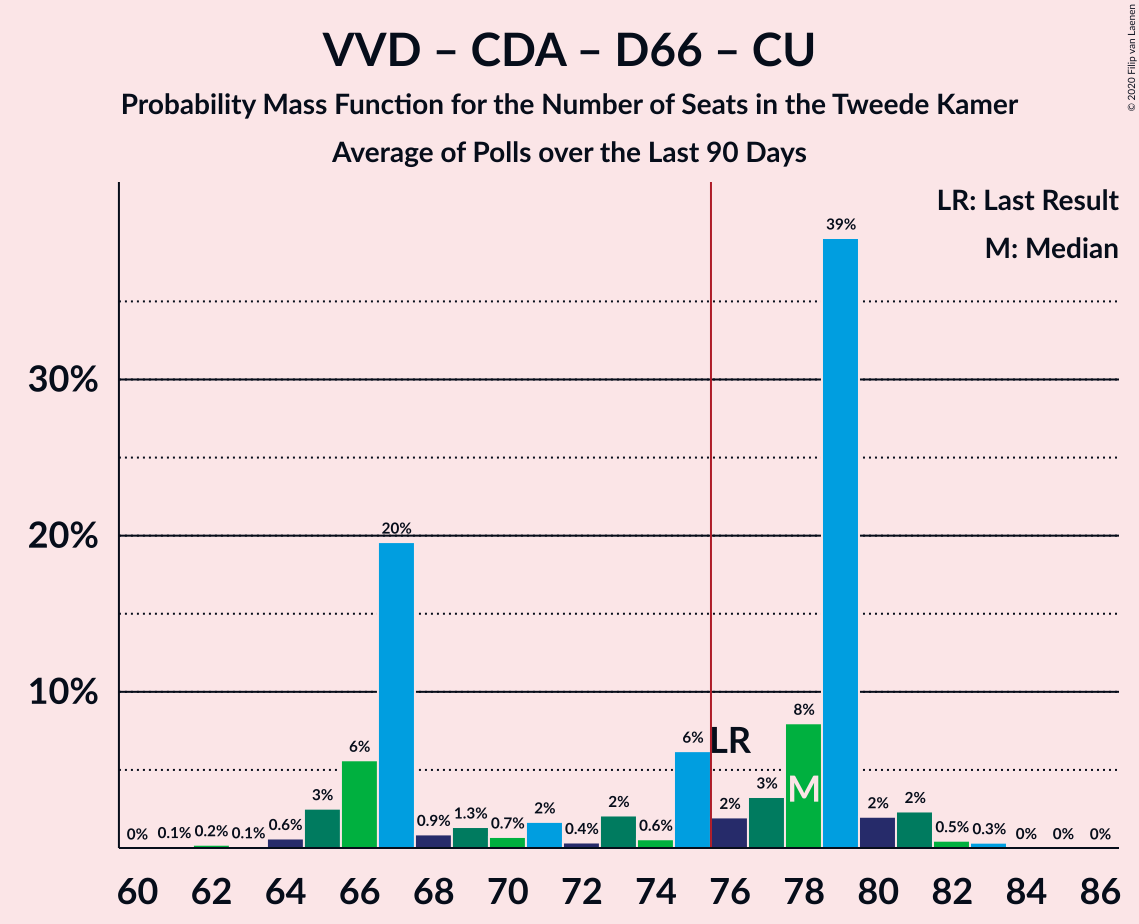 VVD – CDA – D66 – CU
Probability Mass Function for the Number of Seats in the Tweede Kamer
Average of Polls over the Last 90 Days
© 2020 Filip van Laenen
LR: Last Result
M: Median
30%
20%
10%
0% 0.1% 0.2% 0.1% 0.6% 3% 6% 20% 0.9% 1.3% 0.7% 2% 0.4% 2% 0.6% 6% 2% 3% 8% 39% 2% 2% 0.5% 0.3% 0% 0% 0%
LR
M
60 62 64 66 68 70 72 74 76 78 80 82 84 86